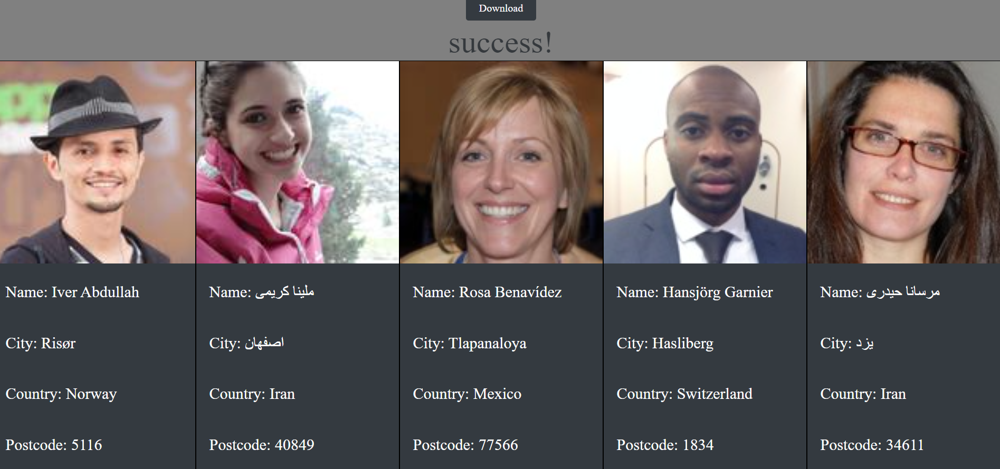 Download
success!
Name: Iver Abdullah
City: Risør
Country: Norway
Postcode: 5116
Name: ملینا کریمی
City: اصفهان
Country: Iran
Postcode: 40849
Name: Rosa Benavídez
City: Tlapanaloya
Country: Mexico
Postcode: 77566
Name: Hansjörg Garnier
City: Hasliberg
Country: Switzerland
Postcode: 1834
Name: مرسانا حیدری
City: یزد
Country: Iran
Postcode: 34611